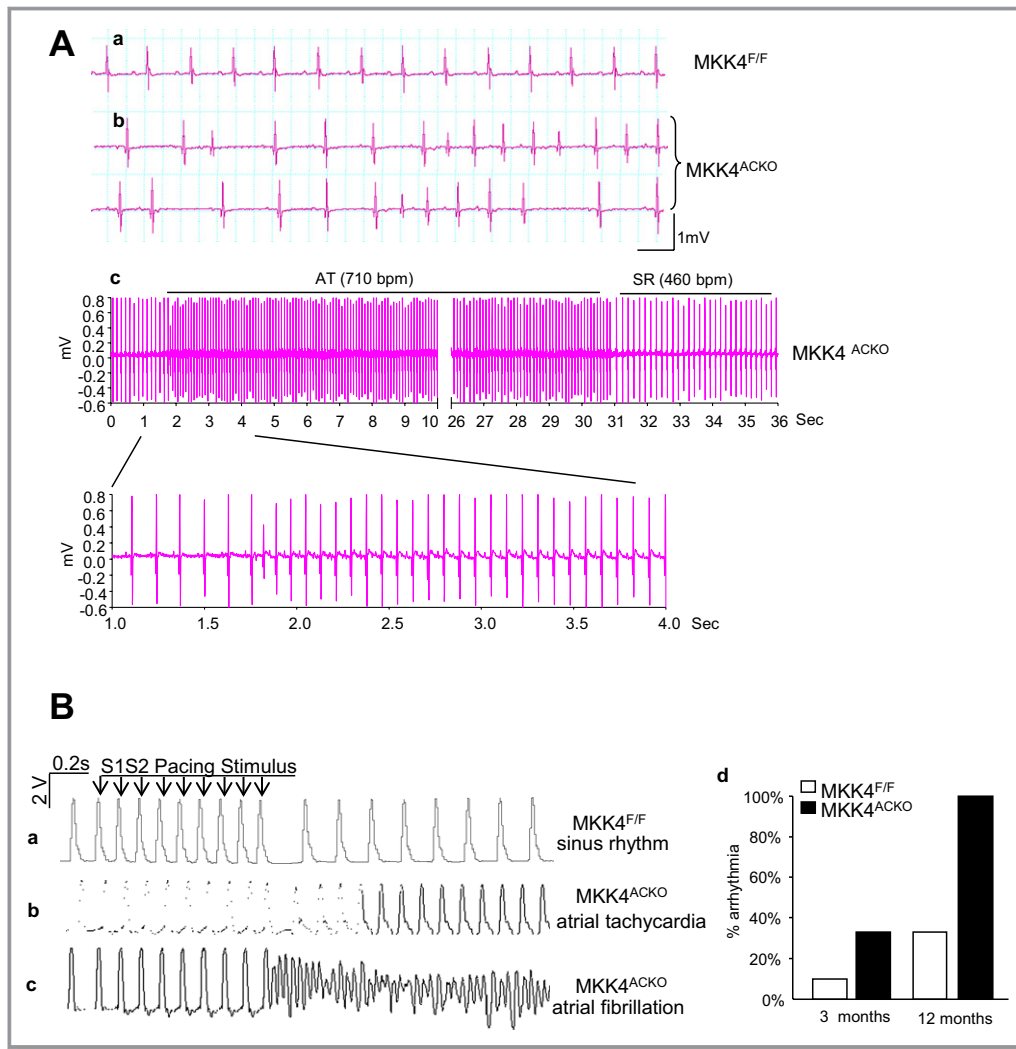 A
a
MKK4F/F
b
MKK4ACKO
1mV
c
AT (710 bpm)
SR (460 bpm)
0.8
0.6
0.4
0.2
0.0
-0.2
-0.4
-0.6
mV
MKK4 ACKO
0 1 2 3 4 5 6 7 8 9 10 26 27 28 29 30 31 32 33 34 35 36 Sec
0.8
0.6
0.4
0.2
0.0
-0.2
-0.4
-0.6
mV
1.0 1.5 2.0 2.5 3.0 3.5 4.0 Sec
B
0.2s
2 V
S1S2 Pacing Stimulus
a
MKK4F/F
sinus rhythm
b
MKK4ACKO
atrial tachycardia
c
MKK4ACKO
atrial fibrillation
d
MKK4F/F
MKK4ACKO
100%
80%
60%
40%
20%
0%
% arrhythmia
3 months
12 months